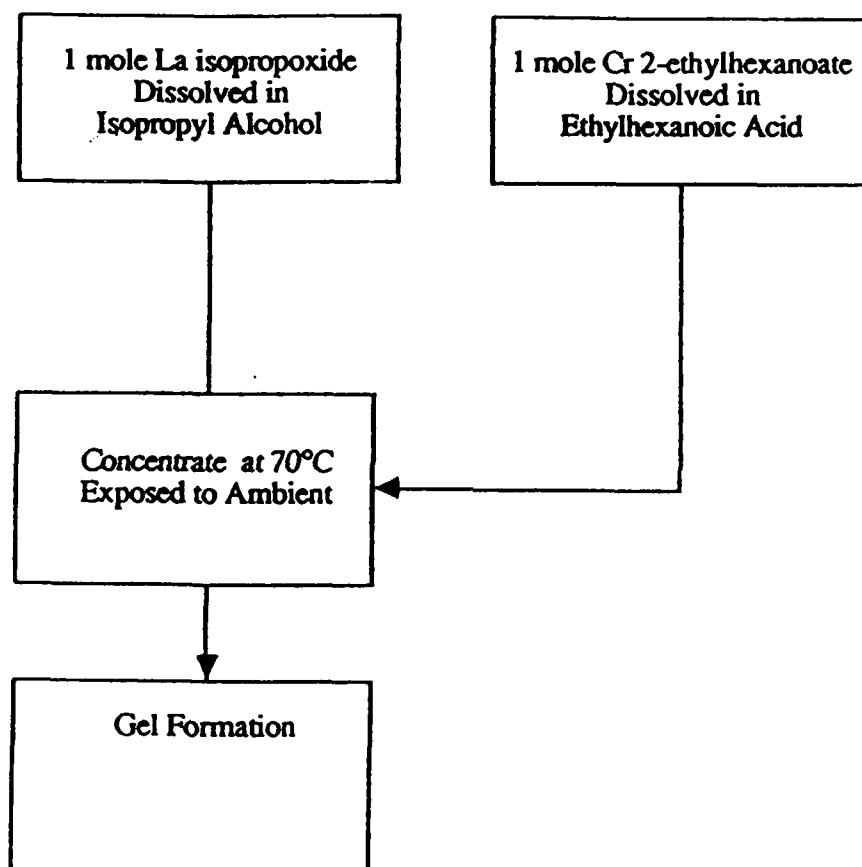 1 mole La isopropoxide
Dissolved in
Isopropyl Alcohol
1 mole Cr 2-ethylhexanoate
Dissolved in
Ethylhexanoic Acid
Concentrate at 70°C
Exposed to Ambient
Gel Formation